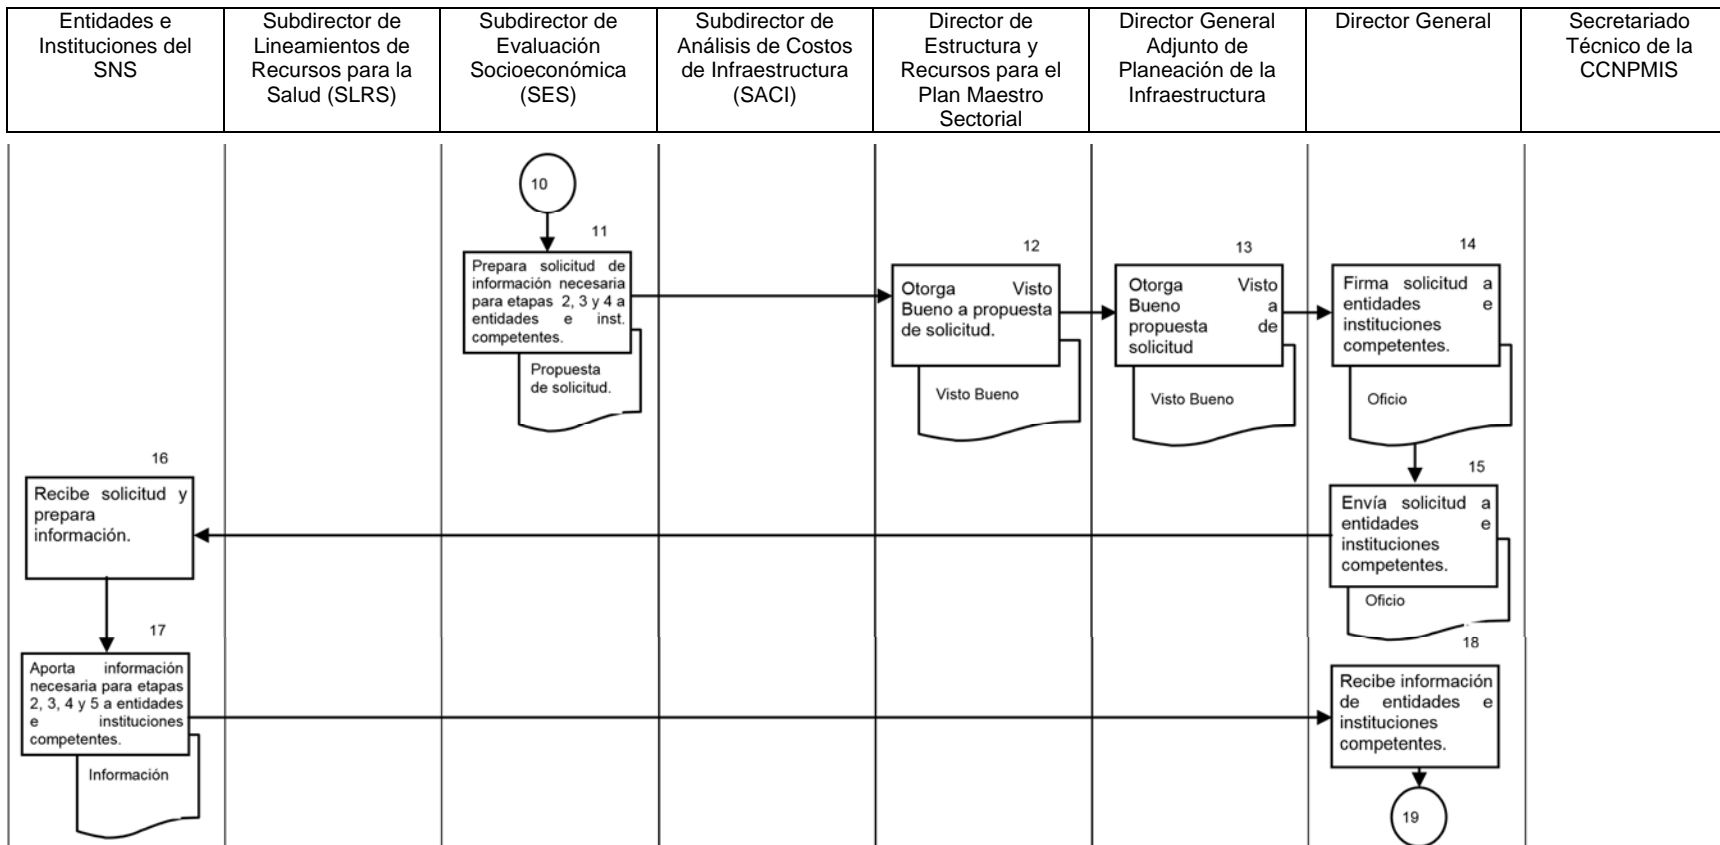 Entidades e
Instituciones del
SNS
Subdirector de
Lineamientos de
Recursos para la
Salud (SLRS)
Subdirector de
Evaluación
Socioeconómica
(SES)
Subdirector de
Análisis de Costos
de Infraestructura
(SACI)
Director de
Estructura y
Recursos para el
Plan Maestro
Sectorial
Director General
Adjunto de
Planeación de la
Infraestructura
Director General
Secretariado
Técnico de la
CCNPMIS
10
11
Prepara solicitud de
información necesaria
para etapas 2, 3 y 4 a
entidades e inst.
competentes.
Propuesta
de solicitud.
12
Otorga Visto
Bueno a propuesta
de solicitud.
Visto Bueno
13
Otorga Visto
Bueno a
propuesta de
solicitud
Visto Bueno
14
Firma solicitud a
entidades e
instituciones
competentes.
Oficio
15
Envía solicitud a
entidades e
instituciones
competentes.
Oficio
16
Recibe solicitud y
prepara
información.
17
Aporta información
necesaria para etapas
2, 3, 4 y 5 a entidades
e instituciones
competentes.
Información
18
Recibe información
de entidades e
instituciones
competentes.
19